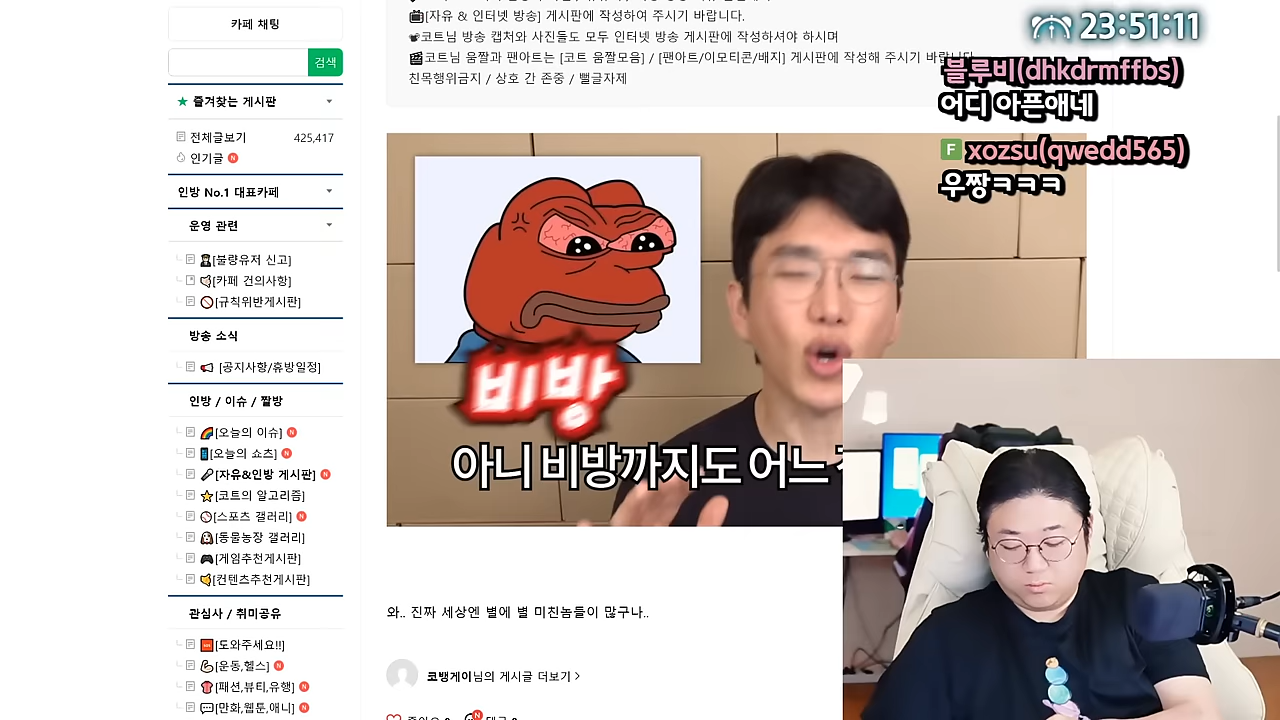 카페 채팅
검색
★ 즐겨찾는 게시판
전체글보기 425,417
인기글 N
인방 No.1 대표카페
운영 관련
[불량유저 신고]
[카페 건의사항]
[규칙위반게시판]
방송 소식
[공지사항/휴방일정]
인방 / 이슈 / 짤방
[오늘의 이슈] N
[오늘의 쇼츠] N
[자유&인방 게시판] N
[코트의 알고리즘]
[스포츠 갤러리] N
[동물농장 갤러리]
[게임추천게시판]
[컨텐츠추천게시판]
관심사 / 취미공유
[도와주세요!!]
[운동,헬스] N
[패션,뷰티,유행] N
[만화,웹툰,애니] N
[자유 & 인터넷 방송] 게시판에 작성하여 주시기 바랍니다.
코트님 방송 캡처와 사진들도 모두 인터넷 방송 게시판에 작성하셔야 하시며
코트님 움짤과 팬아트는 [코트 움짤모음] / [팬아트/이모티콘/배지] 게시판에 작성해 주시기 바랍니다
친목행위금지 / 상호 간 존중 / 뻘글자제
비방
아니 비방까지도 어느
와.. 진짜 세상엔 별에 별 미친놈들이 많구나..
코뱅게이님의 게시글 더보기 >
23:51:11
블루비(dhkdrmffbs)
어디 아픈애네
F xozsu(qwedd565)
우짱ㅋㅋㅋ